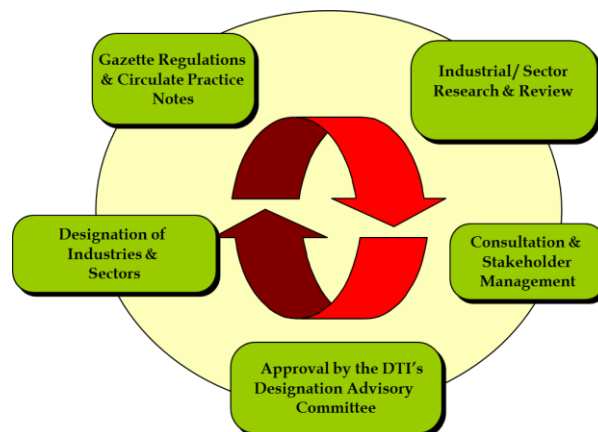 Gazette Regulations
& Circulate Practice
Notes
Industrial/ Sector
Research & Review
Designation of
Industries &
Sectors
Consultation &
Stakeholder
Management
Approval by the DTI's
Designation Advisory
Committee